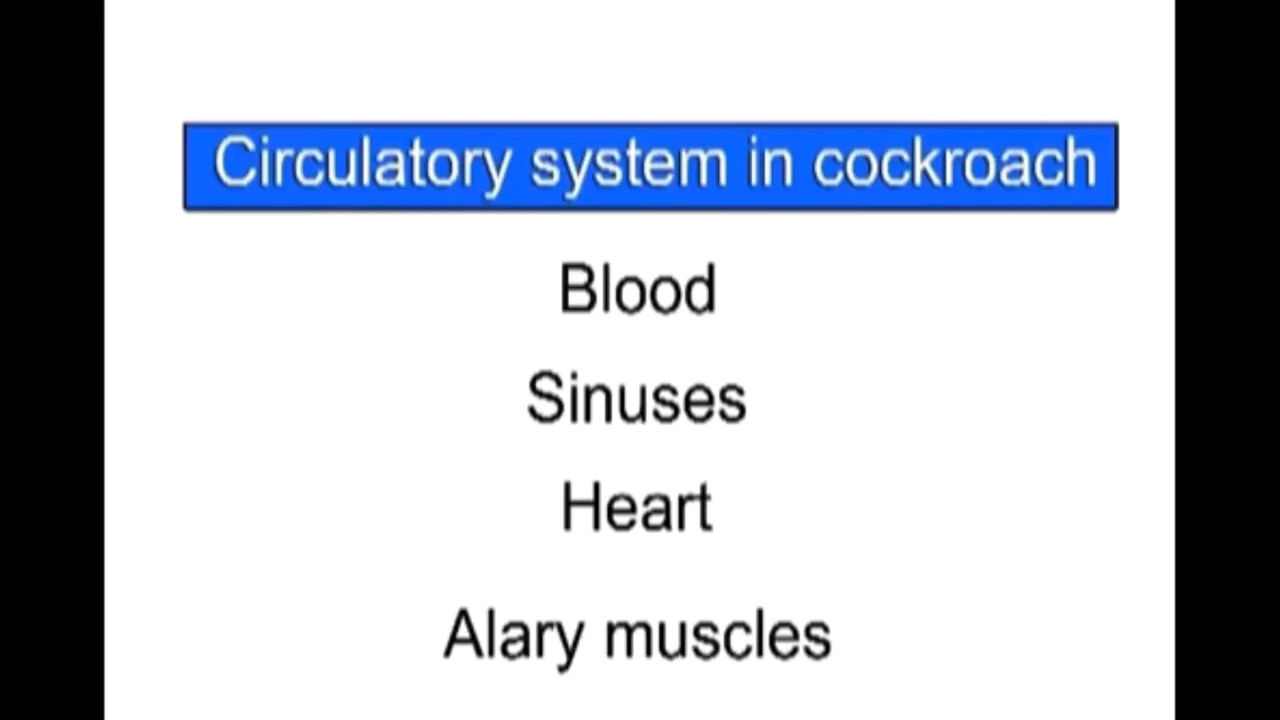 Circulatory system in cockroach
Blood
Sinuses
Heart
Alary muscles